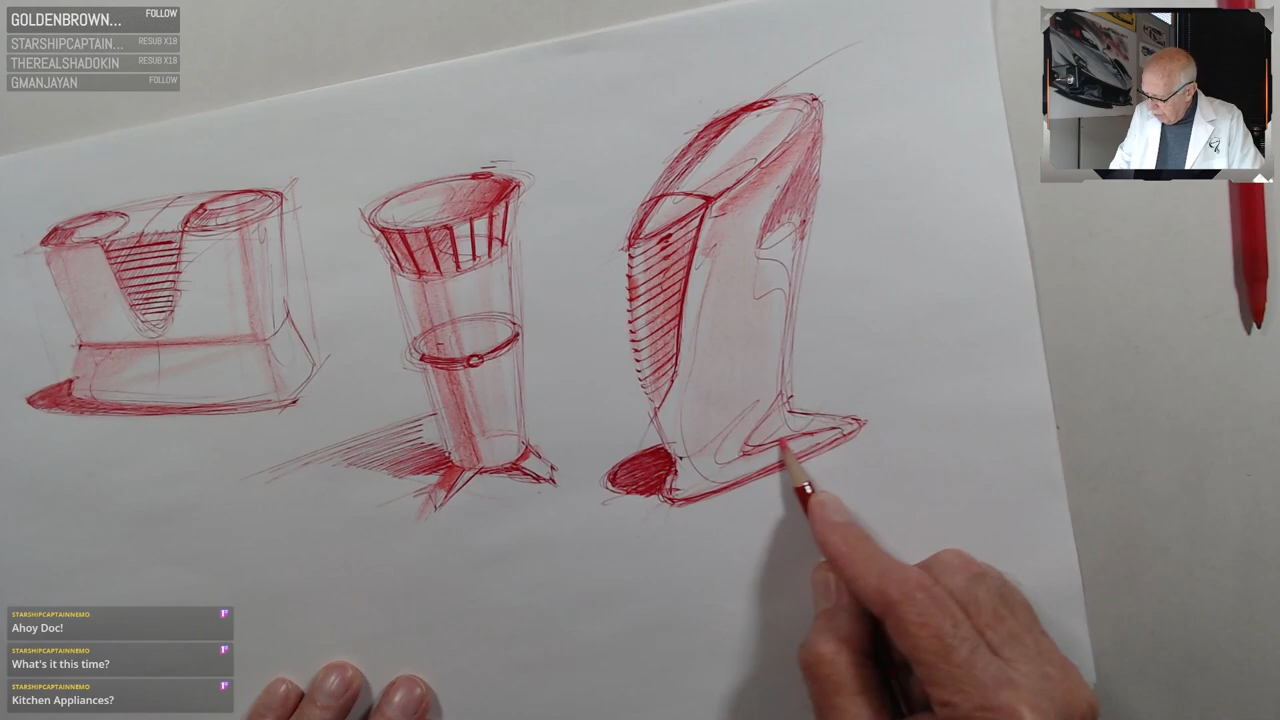 GOLDENBROWN... FOLLOW
STARSHIPCAPTAIN... RESUB X18
THEREALSHADOKIN RESUB X18
GMANJAYAN FOLLOW
STARSHIPCAPTAINNEMO
Ahoy Doc!
STARSHIPCAPTAINNEMO
What's it this time?
STARSHIPCAPTAINNEMO
Kitchen Appliances?